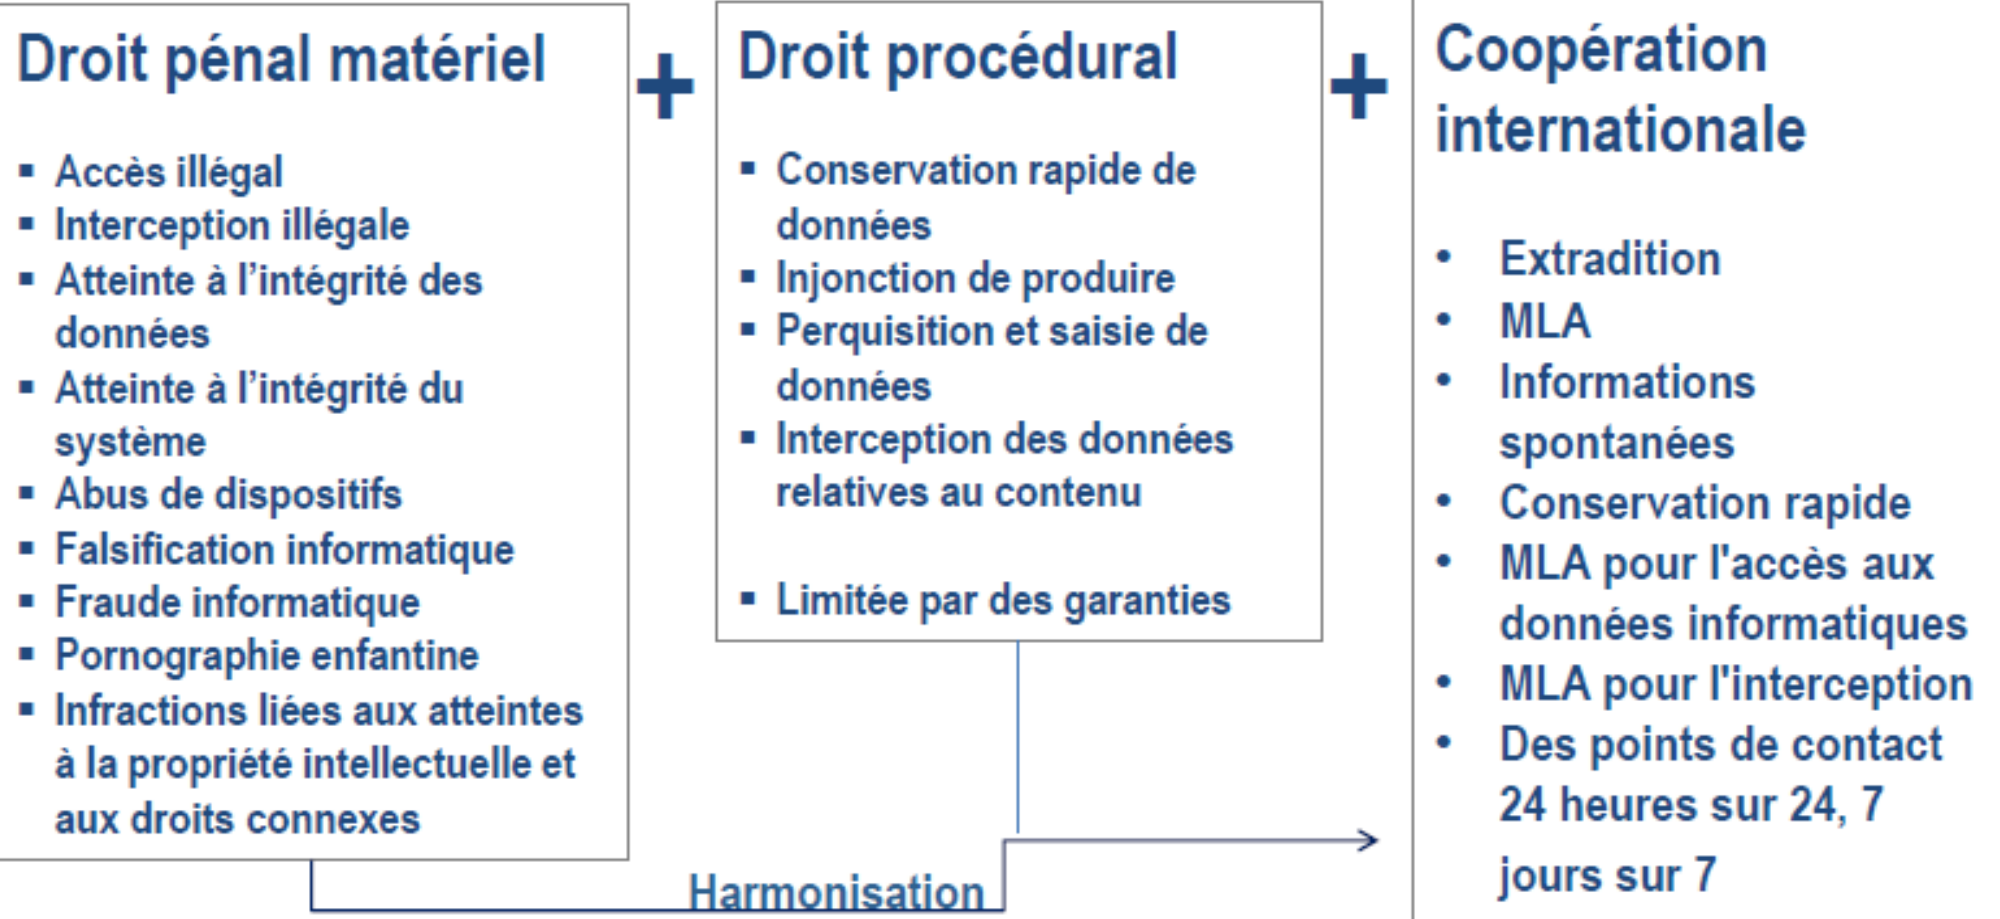 Droit pénal matériel
▪ Accès illégal
▪ Interception illégale
▪ Atteinte à l'intégrité des
données
▪ Atteinte à l'intégrité du
système
▪ Abus de dispositifs
▪ Falsification informatique
▪ Fraude informatique
▪ Pornographie enfantine
▪ Infractions liées aux atteintes
à la propriété intellectuelle et
aux droits connexes
+
Droit procédural
▪ Conservation rapide de
données
▪ Injonction de produire
▪ Perquisition et saisie de
données
▪ Interception des données
relatives au contenu
▪ Limitée par des garanties
+
Coopération
internationale
• Extradition
• MLA
• Informations
spontanées
• Conservation rapide
• MLA pour l'accès aux
données informatiques
• MLA pour l'interception
• Des points de contact
24 heures sur 24, 7
jours sur 7
Harmonisation